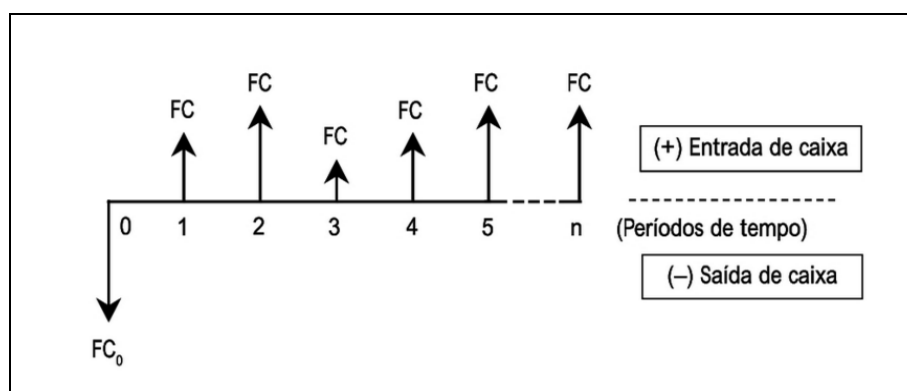 FC FC FC FC FC FC
(+) Entrada de caixa
0 1 2 3 4 5 n (Períodos de tempo)
(–) Saída de caixa
FC₀